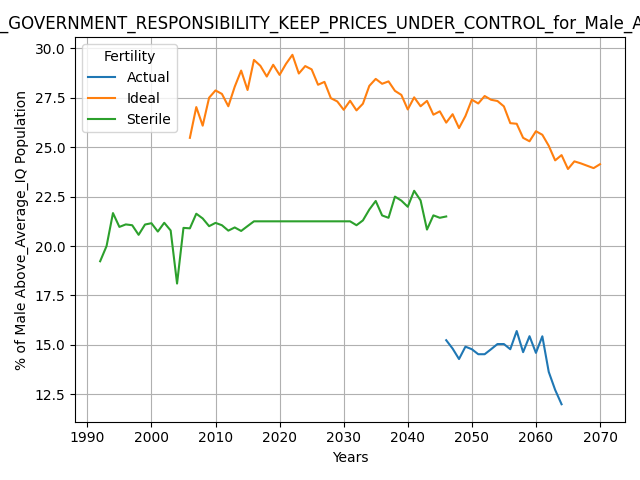 _GOVERNMENT_RESPONSIBILITY_KEEP_PRICES_UNDER_CONTROL_for_Male_A
Fertility
Actual
Ideal
Sterile
% of Male Above_Average_IQ Population
30.0
27.5
25.0
22.5
20.0
17.5
15.0
12.5
1990 2000 2010 2020 2030 2040 2050 2060 2070
Years